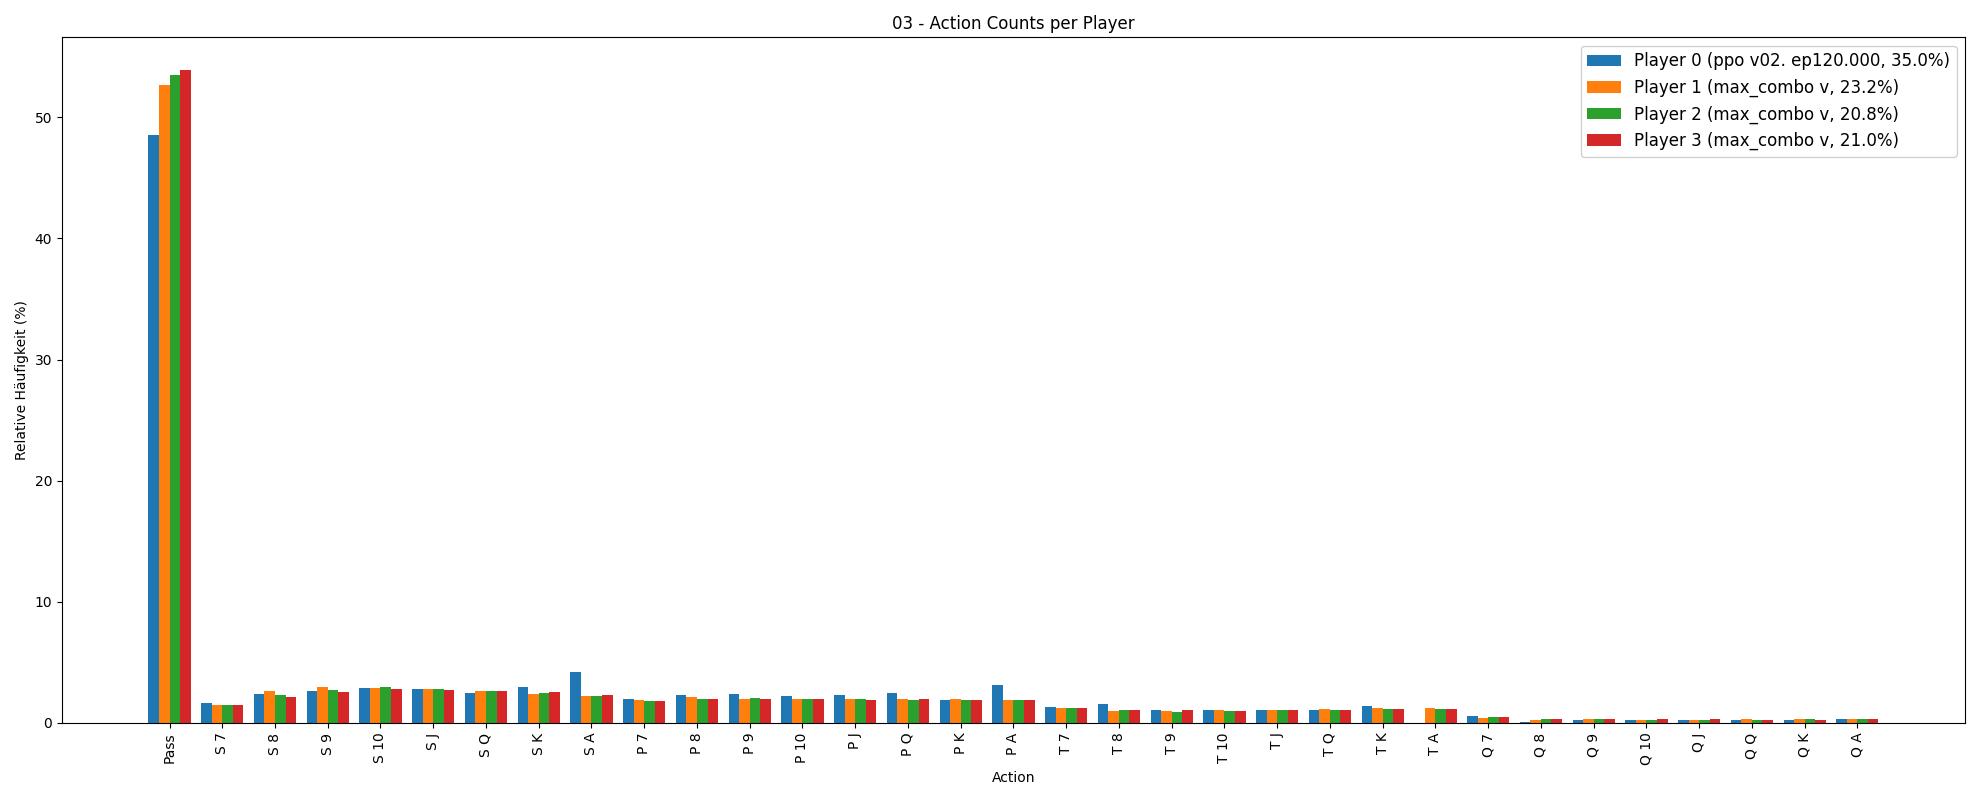 03 - Action Counts per Player
Player 0 (ppo v02. ep120.000, 35.0%)
Player 1 (max_combo v, 23.2%)
Player 2 (max_combo v, 20.8%)
Player 3 (max_combo v, 21.0%)
Relative Häufigkeit (%)
50
40
30
20
10
0
Pass
S 7
S 8
S 9
S 10
S J
S Q
S K
S A
P 7
P 8
P 9
P 10
P J
P Q
P K
P A
T 7
T 8
T 9
T 10
T J
T Q
T K
T A
Q 7
Q 8
Q 9
Q 10
Q J
Q Q
Q K
Q A
Action